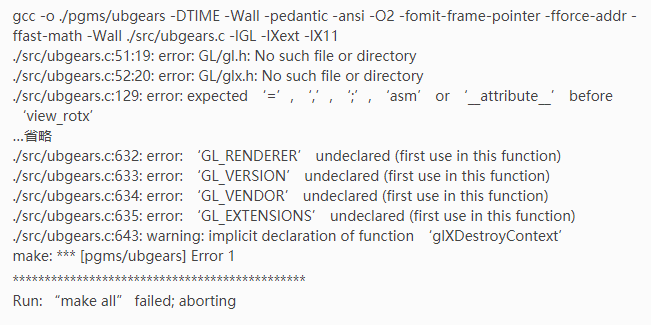 gcc -o ./pgms/ubgears -DTIME -Wall -pedantic -ansi -O2 -fomit-frame-pointer -fforce-addr -
ffast-math -Wall ./src/ubgears.c -lGL -lXext -lX11
./src/ubgears.c:51:19: error: GL/gl.h: No such file or directory
./src/ubgears.c:52:20: error: GL/glx.h: No such file or directory
./src/ubgears.c:129: error: expected ‘=’, ‘,’, ‘;’, ‘asm’ or ‘__attribute__’ before
‘view_rotx’
...省略
./src/ubgears.c:632: error: ‘GL_RENDERER’ undeclared (first use in this function)
./src/ubgears.c:633: error: ‘GL_VERSION’ undeclared (first use in this function)
./src/ubgears.c:634: error: ‘GL_VENDOR’ undeclared (first use in this function)
./src/ubgears.c:635: error: ‘GL_EXTENSIONS’ undeclared (first use in this function)
./src/ubgears.c:643: warning: implicit declaration of function ‘glXDestroyContext’
make: *** [pgms/ubgears] Error 1
**********************************************
Run: “make all” failed; aborting